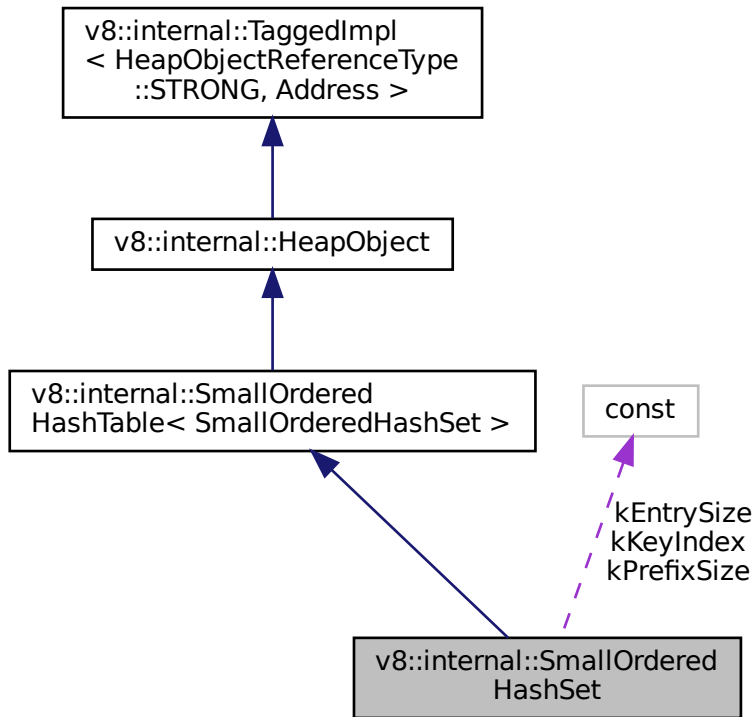 v8::internal::TaggedImpl
< HeapObjectReferenceType
::STRONG, Address >
v8::internal::HeapObject
v8::internal::SmallOrdered
HashTable< SmallOrderedHashSet >
const
kEntrySize
kKeyIndex
kPrefixSize
v8::internal::SmallOrdered
HashSet